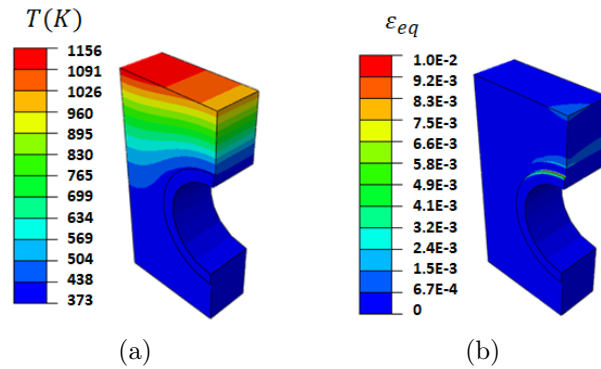 T(K)
1156
1091
1026
960
895
830
765
699
634
569
504
438
373
(a)
ε_eq
1.0E-2
9.2E-3
8.3E-3
7.5E-3
6.6E-3
5.8E-3
4.9E-3
4.1E-3
3.2E-3
2.4E-3
1.5E-3
6.7E-4
0
(b)